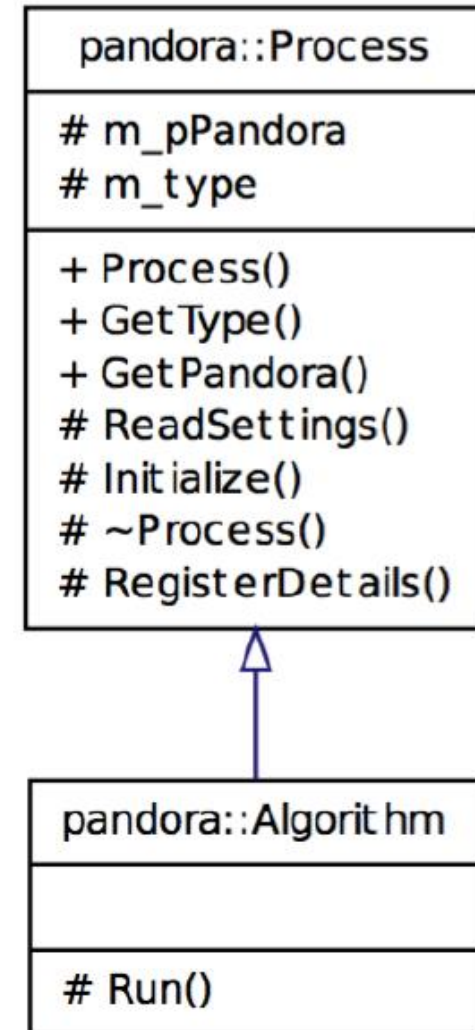 pandora::Process
# m_pPandora
# m_type
+ Process()
+ GetType()
+ GetPandora()
# ReadSettings()
# Initialize()
# ~Process()
# RegisterDetails()
pandora::Algorithm
# Run()